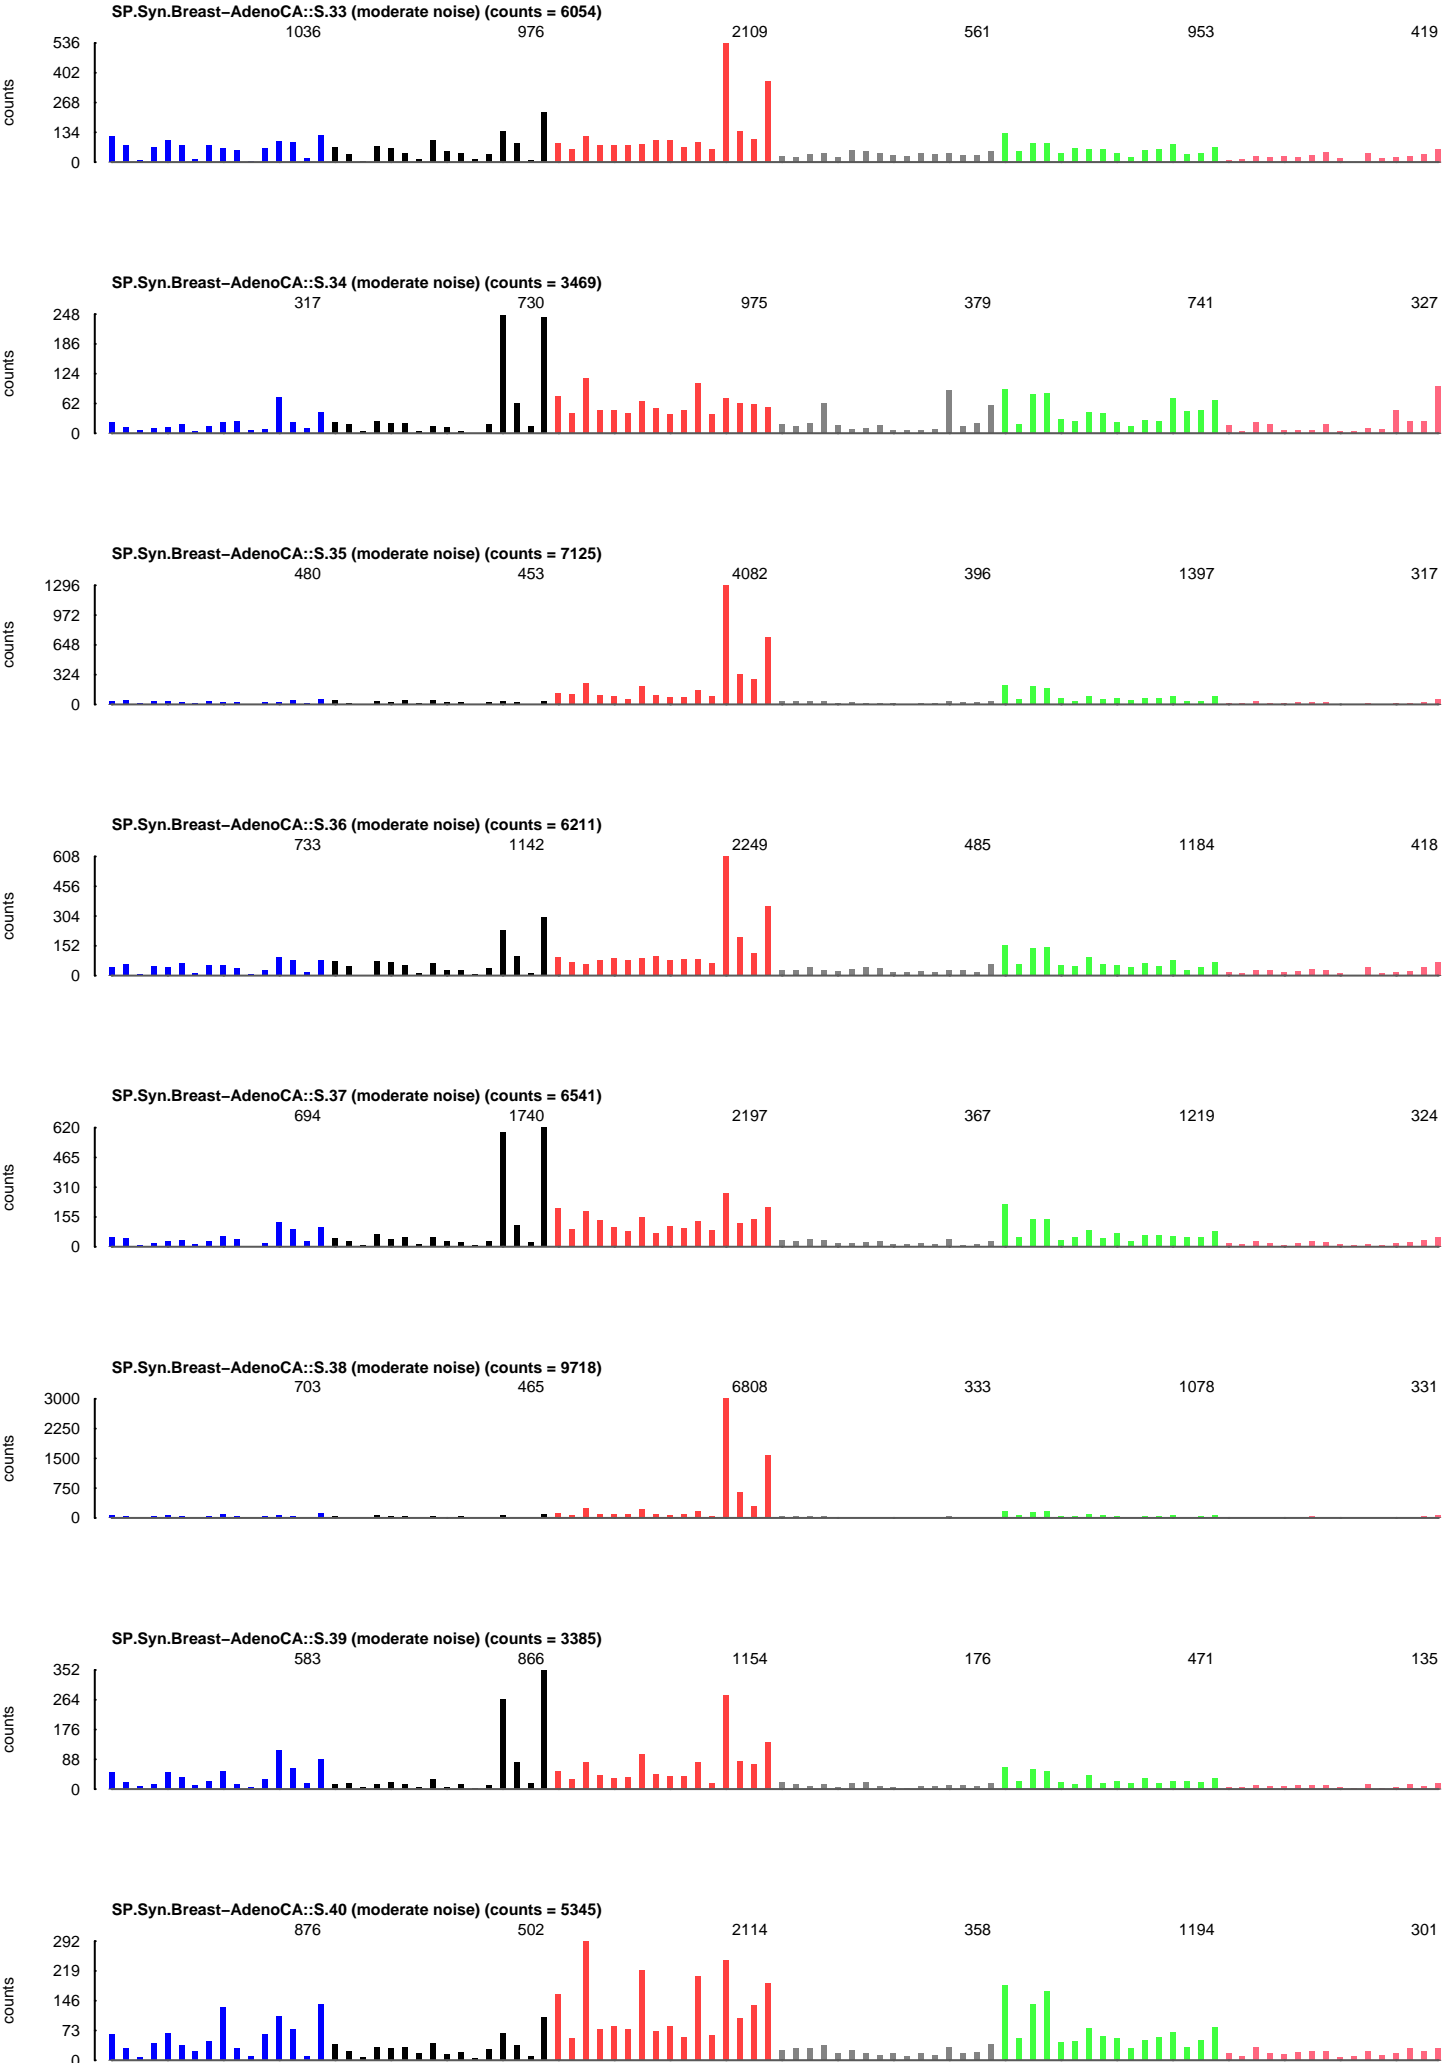 SP.Syn.Breast–AdenoCA::S.33 (moderate noise) (counts = 6054)
1036 976 2109 561 953 419
536
402
268
134
0
counts
SP.Syn.Breast–AdenoCA::S.34 (moderate noise) (counts = 3469)
317 730 975 379 741 327
248
186
124
62
0
counts
SP.Syn.Breast–AdenoCA::S.35 (moderate noise) (counts = 7125)
480 453 4082 396 1397 317
1296
972
648
324
0
counts
SP.Syn.Breast–AdenoCA::S.36 (moderate noise) (counts = 6211)
733 1142 2249 485 1184 418
608
456
304
152
0
counts
SP.Syn.Breast–AdenoCA::S.37 (moderate noise) (counts = 6541)
694 1740 2197 367 1219 324
620
465
310
155
0
counts
SP.Syn.Breast–AdenoCA::S.38 (moderate noise) (counts = 9718)
703 465 6808 333 1078 331
3000
2250
1500
750
0
counts
SP.Syn.Breast–AdenoCA::S.39 (moderate noise) (counts = 3385)
583 866 1154 176 471 135
352
264
176
88
0
counts
SP.Syn.Breast–AdenoCA::S.40 (moderate noise) (counts = 5345)
876 502 2114 358 1194 301
292
219
146
73
0
counts